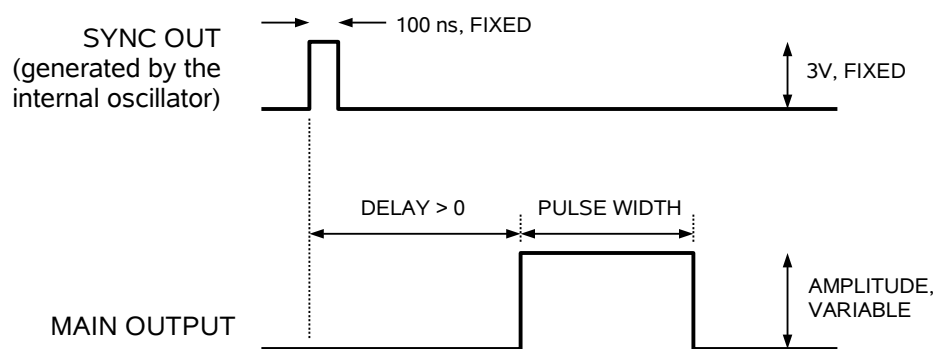 100 ns, FIXED
SYNC OUT
(generated by the
internal oscillator)
3V, FIXED
DELAY > 0
PULSE WIDTH
AMPLITUDE,
VARIABLE
MAIN OUTPUT